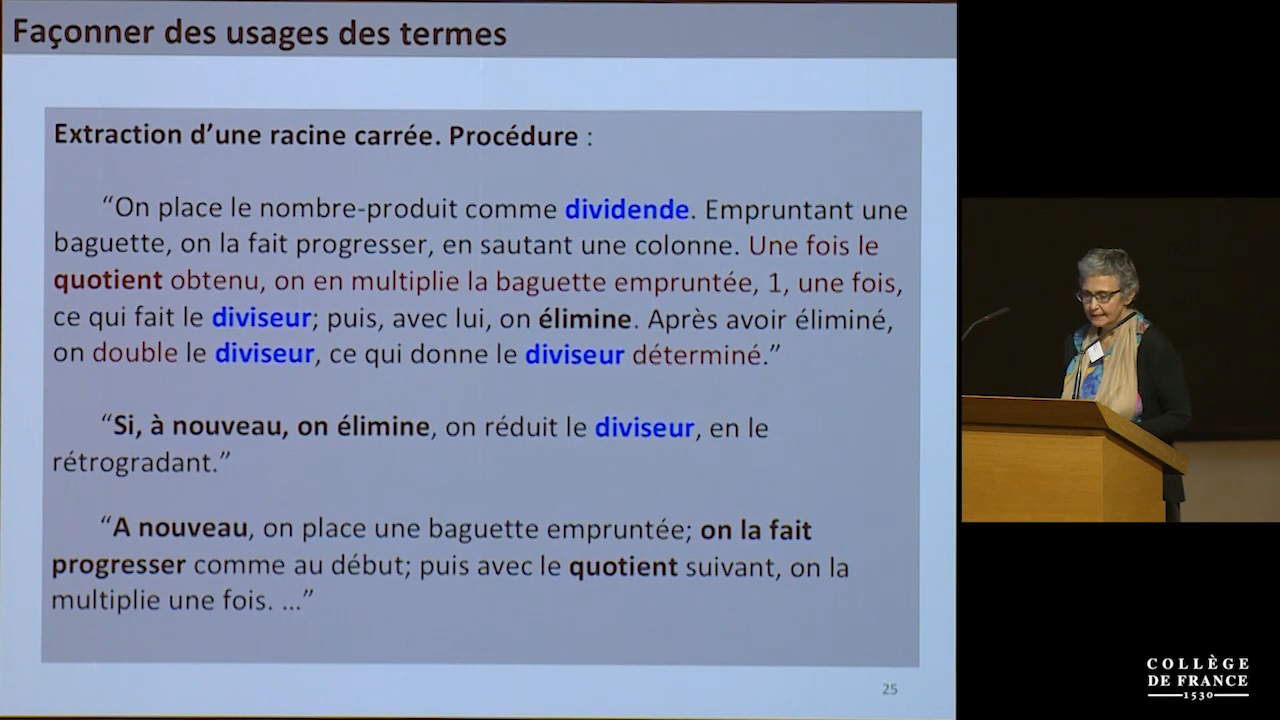 Façonner des usages des termes
Extraction d’une racine carrée. Procédure :
“On place le nombre-produit comme dividende. Empruntant une
baguette, on la fait progresser, en sautant une colonne. Une fois le
quotient obtenu, on en multiplie la baguette empruntée, 1, une fois,
ce qui fait le diviseur; puis, avec lui, on élimine. Après avoir éliminé,
on double le diviseur, ce qui donne le diviseur déterminé.”
“Si, à nouveau, on élimine, on réduit le diviseur, en le
rétrogradant.”
“A nouveau, on place une baguette empruntée; on la fait
progresser comme au début; puis avec le quotient suivant, on la
multiplie une fois. …”
25
COLLÈGE
DE FRANCE
1530